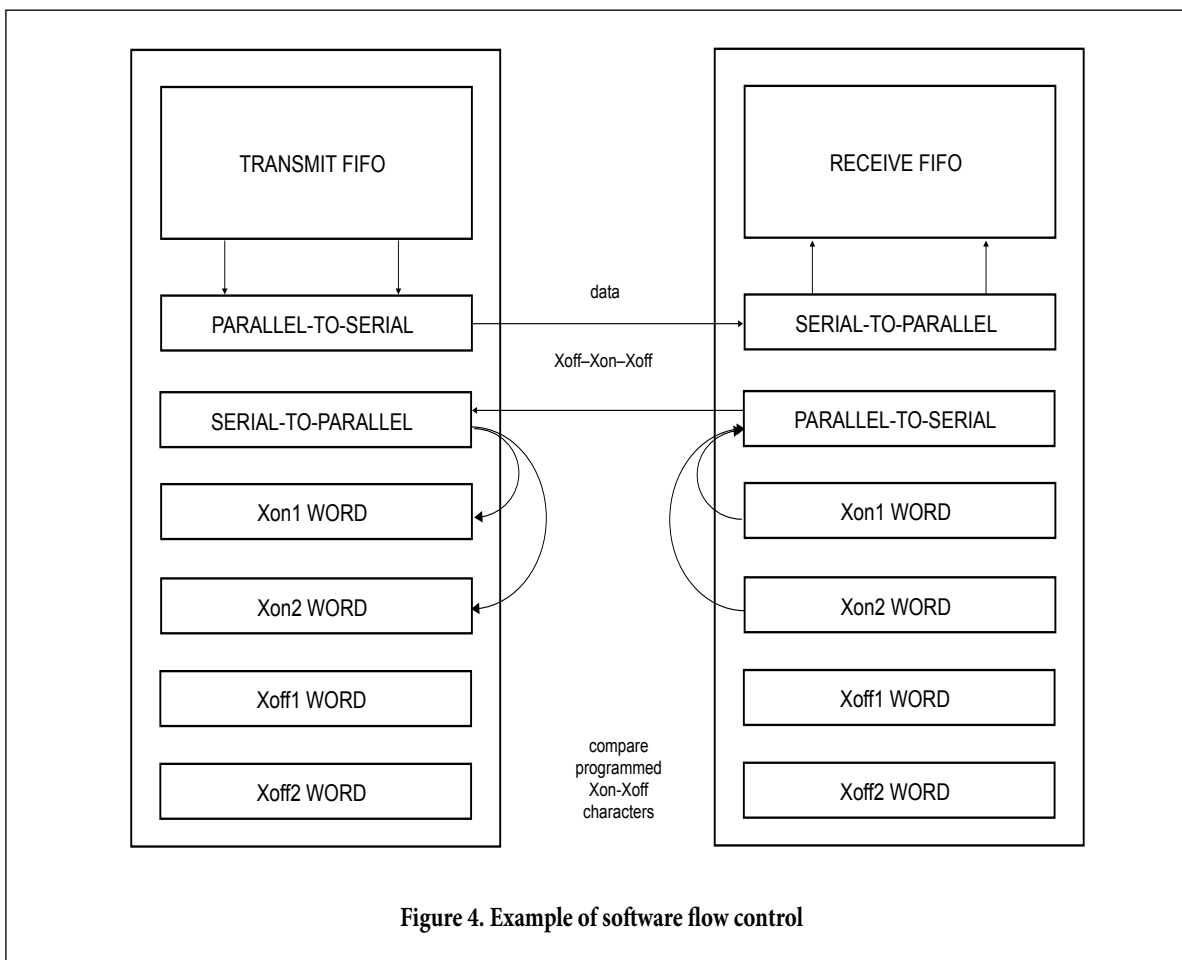 TRANSMIT FIFO
RECEIVE FIFO
data
PARALLEL-TO-SERIAL
SERIAL-TO-PARALLEL
Xoff–Xon–Xoff
SERIAL-TO-PARALLEL
PARALLEL-TO-SERIAL
Xon1 WORD
Xon1 WORD
Xon2 WORD
Xon2 WORD
Xoff1 WORD
Xoff1 WORD
compare
programmed
Xon-Xoff
characters
Xoff2 WORD
Xoff2 WORD
Figure 4. Example of software flow control